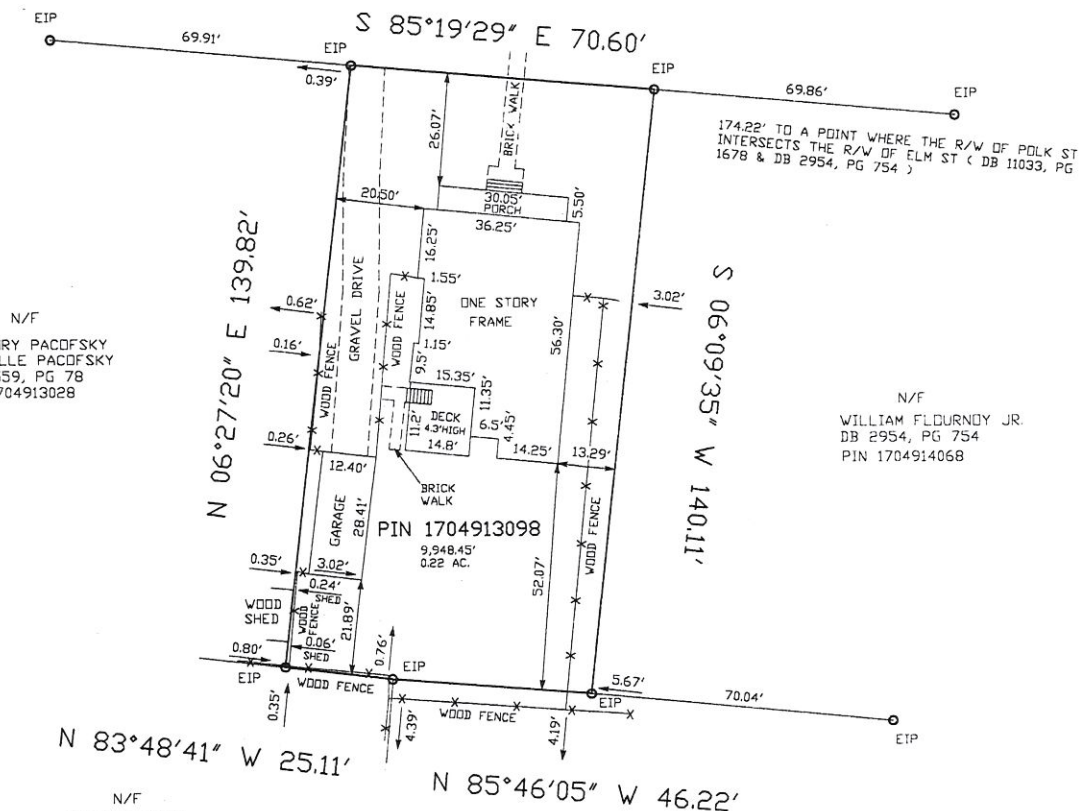 EIP
69.91'
S 85°19'29" E 70.60'
EIP
0.39'
EIP
69.86'
EIP
174.22' TO A POINT WHERE THE R/W OF POLK ST
INTERSECTS THE R/W OF ELM ST ( DB 11033, PG
1678 & DB 2954, PG 754 )
26.07'
BRICK WALK
20.50'
30.05'
PORCH
5.50'
36.25'
16.25'
1.55'
N 06°27'20" E 139.82'
GRAVEL DRIVE
WOOD FENCE
14.85'
ONE STORY
FRAME
56.30'
3.02'
S 06°09'35" W 140.11'
0.62'
0.16'
WOOD FENCE
1.15'
9.5'
15.35'
11.35'
DECK
4.3'HIGH
11.2'
14.8'
6.5'
4.45'
14.25'
13.29'
N/F
RY PACOFSKY
LLE PACOFSKY
59, PG 78
704913028
N/F
WILLIAM FLOURNOY JR.
DB 2954, PG 754
PIN 1704914068
0.26'
12.40'
BRICK
WALK
GARAGE
28.41'
PIN 1704913098
9,948.45'
0.22 AC.
WOOD FENCE
52.07'
0.35'
3.02'
0.24'
SHED
WOOD
SHED
WOOD
FENCE
21.89'
0.06'
SHED
0.80'
0.76'
EIP
EIP
WOOD FENCE
5.67'
EIP
70.04'
EIP
0.35'
4.39'
WOOD FENCE
4.19'
N 83°48'41" W 25.11'
N 85°46'05" W 46.22'
N/F